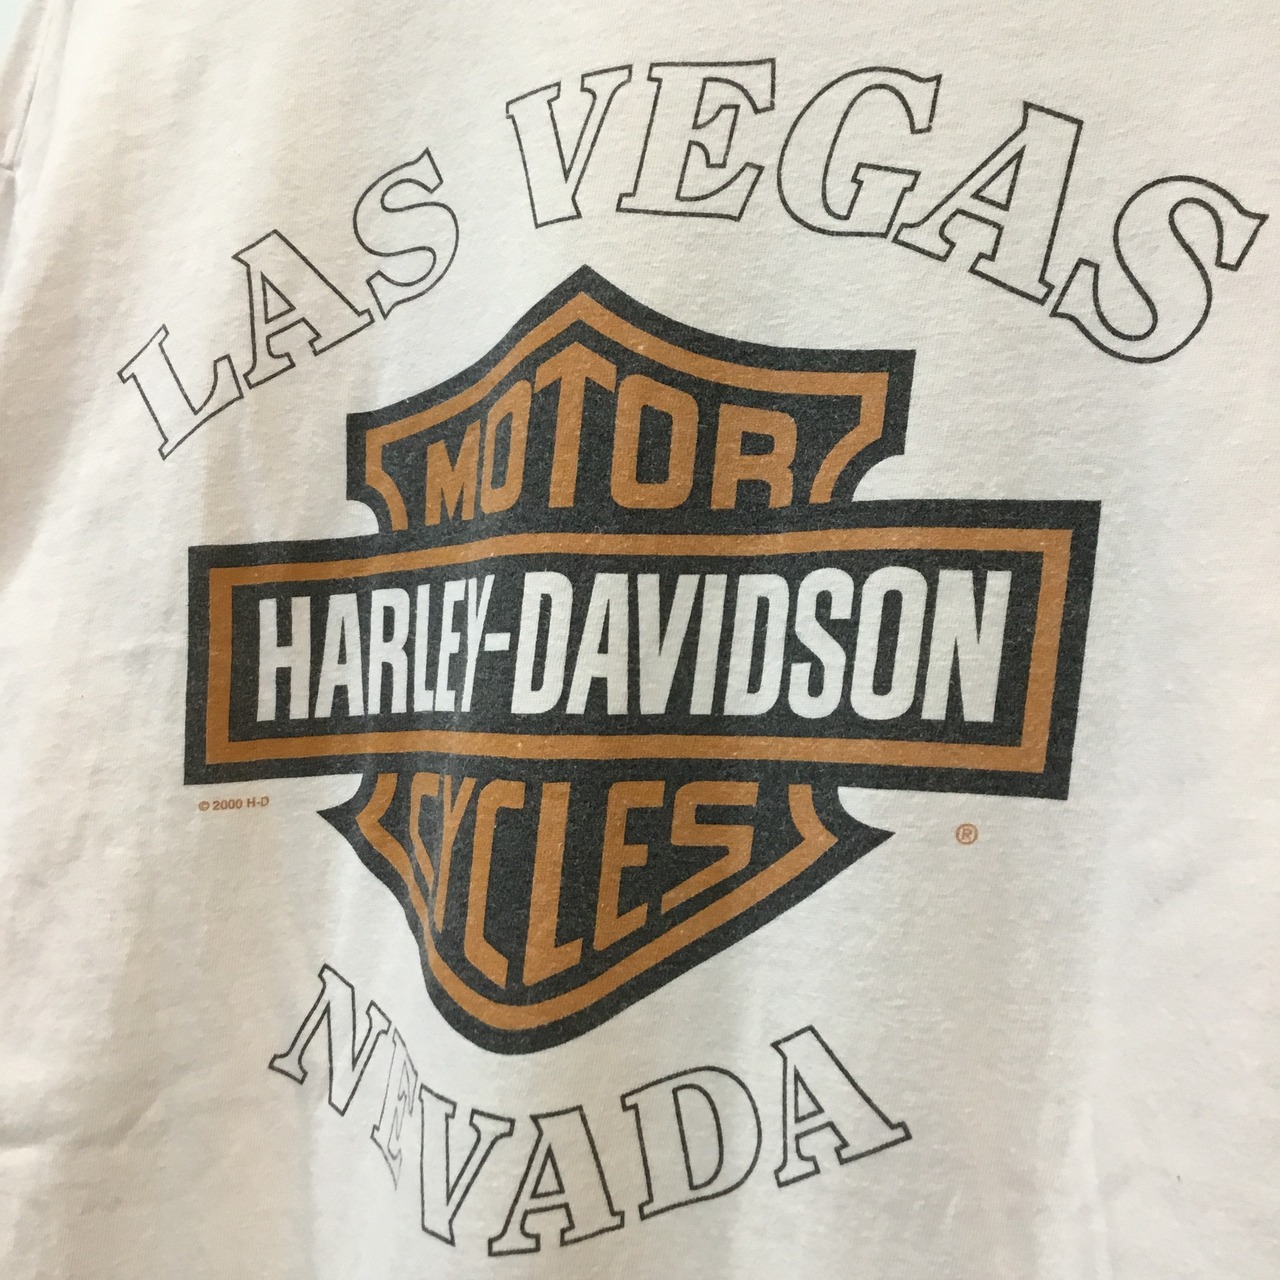 LAS VEGAS
MOTOR
HARLEY-DAVIDSON
CYCLES
© 2000 H-D
®
NEVADA